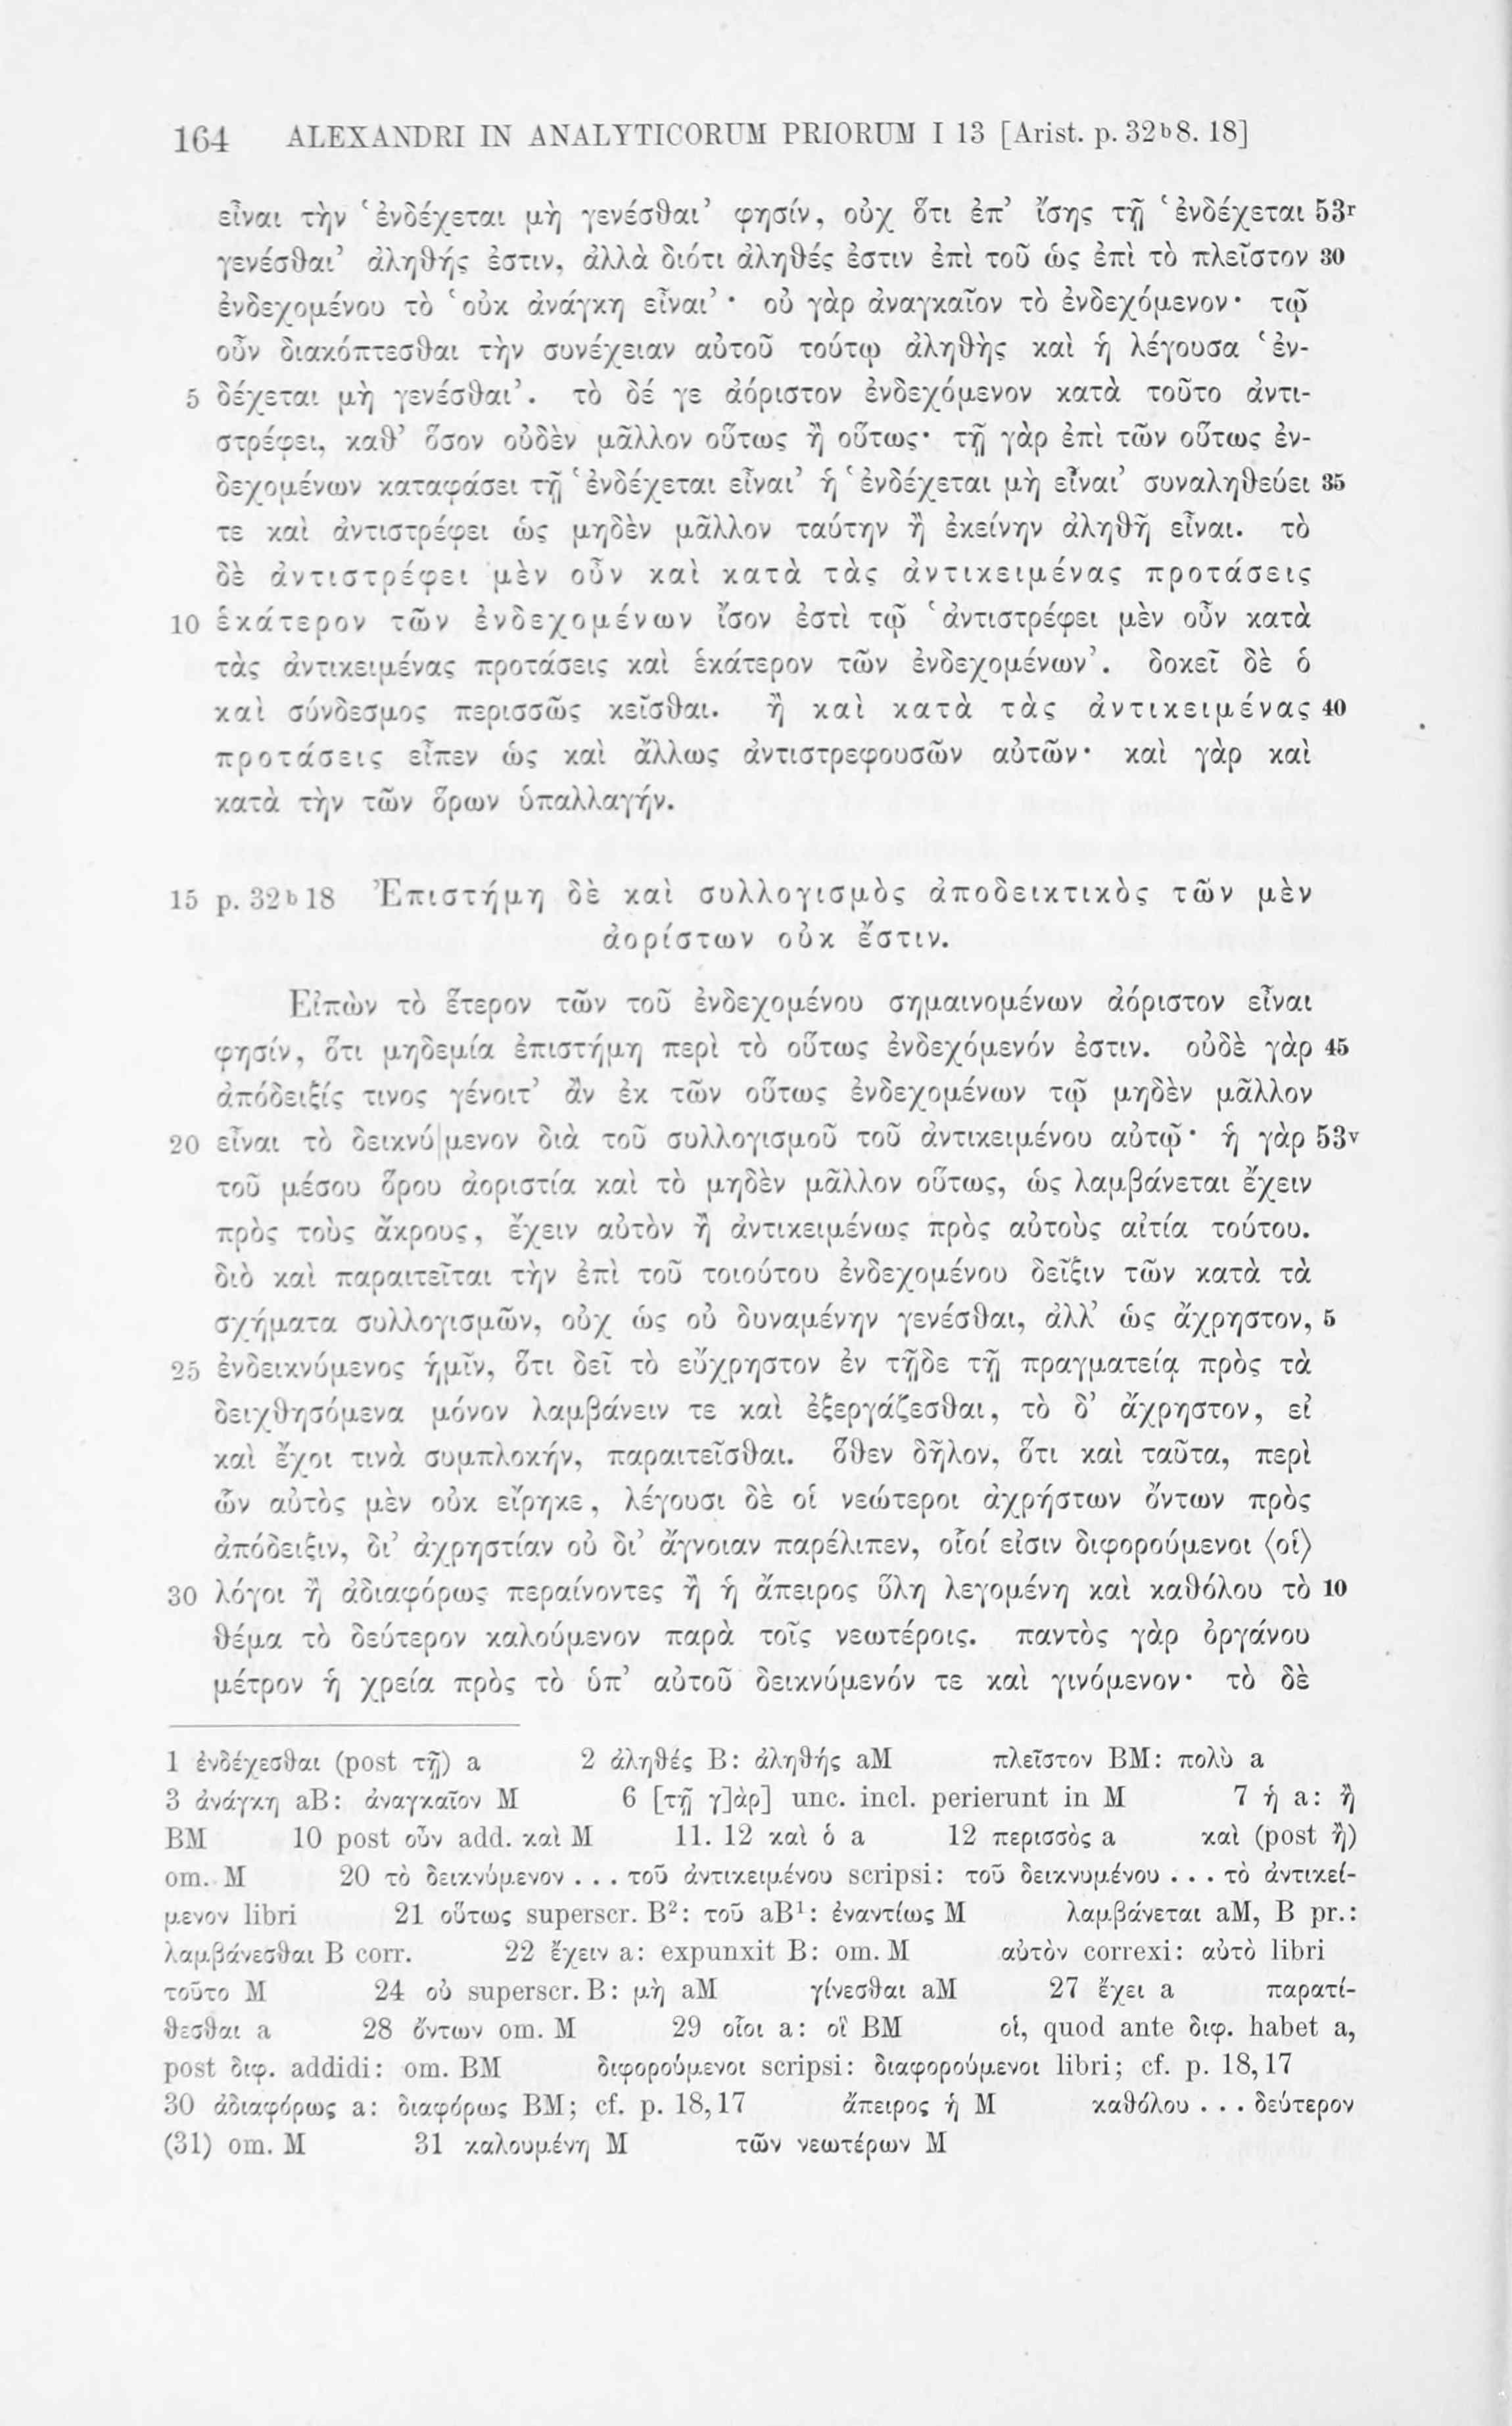 164 ALEXANDRI IN ANALYTICORUM PRIORUM I 13 [Arist. p. 32b8. 18]
εἶναι τὴν ‘ἐνδέχεται μὴ γενέσθαι’ φησίν, οὐχ ὅτι ἐπ’ ἴσης τῇ ‘ἐνδέχεται 53r
γενέσθαι’ ἀληθής ἐστιν, ἀλλὰ διότι ἀληθές ἐστιν ἐπὶ τοῦ ὡς ἐπὶ τὸ πλεῖστον 30
ἐνδεχομένου τὸ ‘οὐκ ἀνάγκη εἶναι’· οὐ γὰρ ἀναγκαῖον τὸ ἐνδεχόμενον· τῷ
οὖν διακόπτεσθαι τὴν συνέχειαν αὐτοῦ τούτῳ ἀληθὴς καὶ ἡ λέγουσα ‘ἐν-
5 δέχεται μὴ γενέσθαι’. τὸ δέ γε ἀόριστον ἐνδεχόμενον κατὰ τοῦτο ἀντι-
στρέφει, καθ’ ὅσον οὐδὲν μᾶλλον οὕτως ἢ οὕτως· τῇ γὰρ ἐπὶ τῶν οὕτως ἐν-
δεχομένων καταφάσει τῇ ‘ἐνδέχεται εἶναι’ ἡ ‘ἐνδέχεται μὴ εἶναι’ συναληθεύει 35
τε καὶ ἀντιστρέφει ὡς μηδὲν μᾶλλον ταύτην ἢ ἐκείνην ἀληθῆ εἶναι. τὸ
δὲ ἀντιστρέφει μὲν οὖν καὶ κατὰ τὰς ἀντικειμένας προτάσεις
10 ἑκάτερον τῶν ἐνδεχομένων ἴσον ἐστὶ τῷ ‘ἀντιστρέφει μὲν οὖν κατὰ
τὰς ἀντικειμένας προτάσεις καὶ ἑκάτερον τῶν ἐνδεχομένων’. δοκεῖ δὲ ὁ
καὶ σύνδεσμος περισσῶς κεῖσθαι. ἢ καὶ κατὰ τὰς ἀντικειμένας 40
προτάσεις εἶπεν ὡς καὶ ἄλλως ἀντιστρεφουσῶν αὐτῶν· καὶ γὰρ καὶ
κατὰ τὴν τῶν ὅρων ὑπαλλαγήν.
15 p. 32b18 Ἐπιστήμη δὲ καὶ συλλογισμὸς ἀποδεικτικὸς τῶν μὲν
ἀορίστων οὐκ ἔστιν.
Εἰπὼν τὸ ἕτερον τῶν τοῦ ἐνδεχομένου σημαινομένων ἀόριστον εἶναι
φησίν, ὅτι μηδεμία ἐπιστήμη περὶ τὸ οὕτως ἐνδεχόμενόν ἐστιν. οὐδὲ γὰρ 45
ἀπόδειξίς τινος γένοιτ’ ἂν ἐκ τῶν οὕτως ἐνδεχομένων τῷ μηδὲν μᾶλλον
20 εἶναι τὸ δεικνύ|μενον διὰ τοῦ συλλογισμοῦ τοῦ ἀντικειμένου αὐτῷ· ἡ γὰρ 53v
τοῦ μέσου ὅρου ἀοριστία καὶ τὸ μηδὲν μᾶλλον οὕτως, ὡς λαμβάνεται ἔχειν
πρὸς τοὺς ἄκρους, ἔχειν αὐτὸν ἢ ἀντικειμένως πρὸς αὐτοὺς αἰτία τούτου.
διὸ καὶ παραιτεῖται τὴν ἐπὶ τοῦ τοιούτου ἐνδεχομένου δεῖξιν τῶν κατὰ τὰ
σχήματα συλλογισμῶν, οὐχ ὡς οὐ δυναμένην γενέσθαι, ἀλλ’ ὡς ἄχρηστον, 5
25 ἐνδεικνύμενος ἡμῖν, ὅτι δεῖ τὸ εὔχρηστον ἐν τῇδε τῇ πραγματείᾳ πρὸς τὰ
δειχθησόμενα μόνον λαμβάνειν τε καὶ ἐξεργάζεσθαι, τὸ δ’ ἄχρηστον, εἰ
καὶ ἔχοι τινὰ συμπλοκήν, παραιτεῖσθαι. ὅθεν δῆλον, ὅτι καὶ ταῦτα, περὶ
ὧν αὐτὸς μὲν οὐκ εἴρηκε, λέγουσι δὲ οἱ νεώτεροι ἀχρήστων ὄντων πρὸς
ἀπόδειξιν, δι’ ἀχρηστίαν οὐ δι’ ἄγνοιαν παρέλιπεν, οἷοί εἰσιν διφορούμενοι ⟨οἱ⟩
30 λόγοι ἢ ἀδιαφόρως περαίνοντες ἢ ἡ ἄπειρος ὕλη λεγομένη καὶ καθόλου τὸ 10
θέμα τὸ δεύτερον καλούμενον παρὰ τοῖς νεωτέροις. παντὸς γὰρ ὀργάνου
μέτρον ἡ χρεία πρὸς τὸ ὑπ’ αὐτοῦ δεικνύμενόν τε καὶ γινόμενον· τὸ δὲ
1 ἐνδέχεσθαι (post τῇ) a 2 ἀληθές B: ἀληθής aM πλεῖστον BM: πολὺ a
3 ἀνάγκη aB: ἀναγκαῖον M 6 [τῇ γ]ὰρ] unc. incl. perierunt in M 7 ἡ a: ἢ
BM 10 post οὖν add. καὶ M 11. 12 καὶ ὁ a 12 περισσὸς a καὶ (post ἢ)
om. M 20 τὸ δεικνύμενον . . . τοῦ ἀντικειμένου scripsi: τοῦ δεικνυμένου . . . τὸ ἀντικεί-
μενον libri 21 οὕτως superscr. B²: τοῦ aB¹: ἐναντίως M λαμβάνεται aM, B pr.:
λαμβάνεσθαι B corr. 22 ἔχειν a: expunxit B: om. M αὐτὸν correxi: αὐτὸ libri
τοῦτο M 24 οὐ superscr. B: μὴ aM γίνεσθαι aM 27 ἔχει a παρατί-
θεσθαι a 28 ὄντων om. M 29 οἷοι a: οἳ BM οἱ, quod ante διφ. habet a,
post διφ. addidi: om. BM διφορούμενοι scripsi: διαφορούμενοι libri; cf. p. 18,17
30 ἀδιαφόρως a: διαφόρως BM; cf. p. 18,17 ἄπειρος ἡ M καθόλου . . . δεύτερον
(31) om. M 31 καλουμένη M τῶν νεωτέρων M